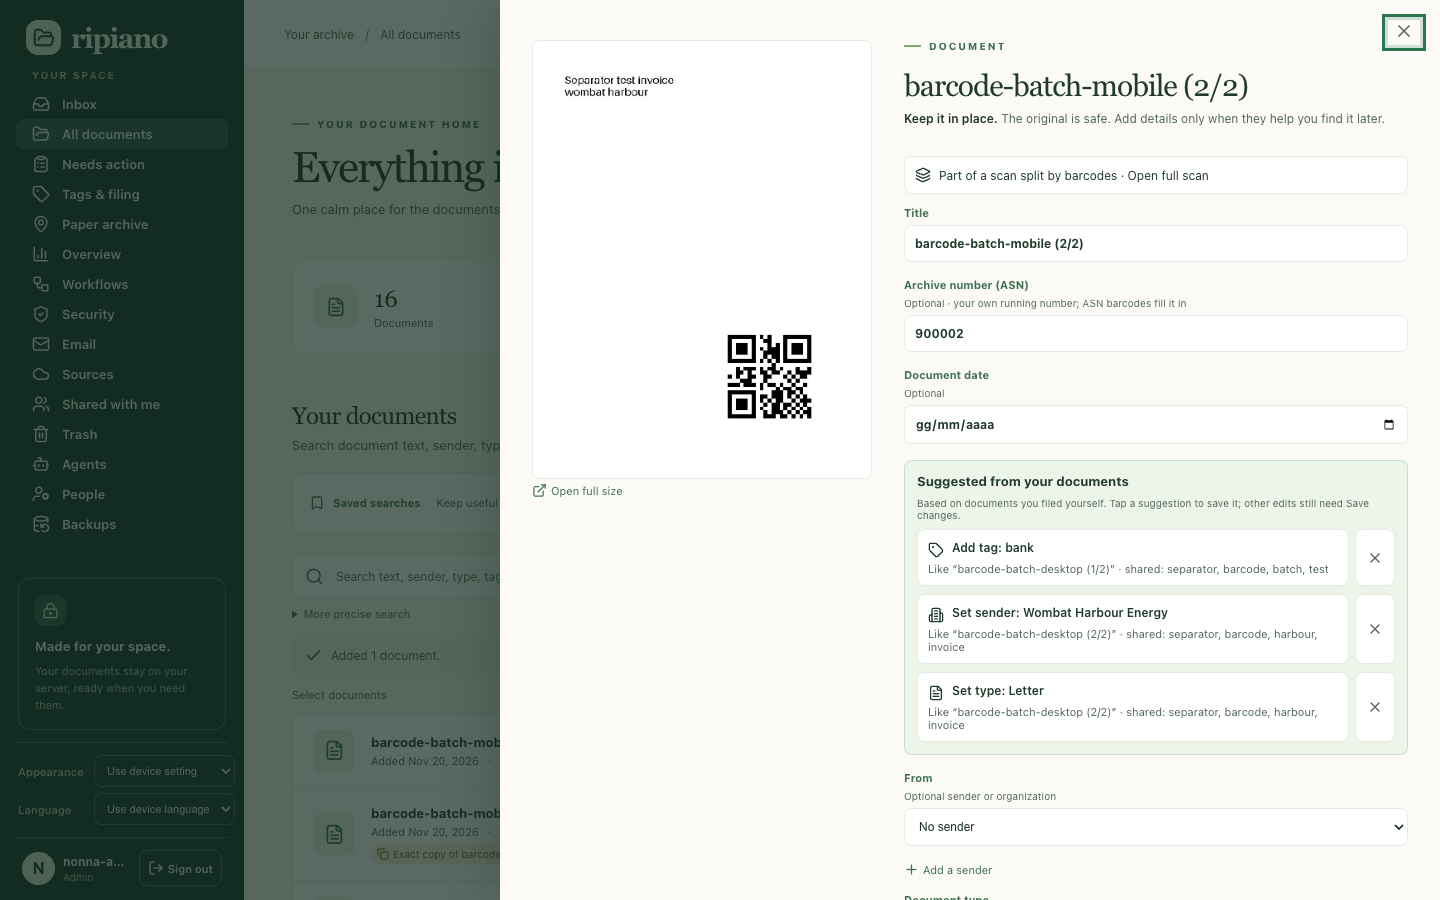 ripiano
YOUR SPACE
Inbox
All documents
Needs action
Tags & filing
Paper archive
Overview
Workflows
Security
Email
Sources
Shared with me
Trash
Agents
People
Backups
Made for your space.
Your documents stay on your
server, ready when you need
them.
Appearance
Use device setting
Language
Use device language
N
nonna-a...
Admin
Sign out
Your archive / All documents
YOUR DOCUMENT HOME
Everything
One calm place for the documents
16
Documents
Your documents
Search document text, sender, typ
Saved searches
Keep useful
Search text, sender, type, tag
More precise search
Added 1 document.
Select documents
barcode-batch-mob
Added Nov 20, 2026 ·
barcode-batch-mob
Added Nov 20, 2026 ·
Exact copy of barcode
Separator test invoice
wombat harbour
Open full size
DOCUMENT
barcode-batch-mobile (2/2)
Keep it in place. The original is safe. Add details only when they help you find it later.
Part of a scan split by barcodes · Open full scan
Title
barcode-batch-mobile (2/2)
Archive number (ASN)
Optional · your own running number; ASN barcodes fill it in
900002
Document date
Optional
gg/mm/aaaa
Suggested from your documents
Based on documents you filed yourself. Tap a suggestion to save it; other edits still need Save
changes.
Add tag: bank
Like “barcode-batch-desktop (1/2)” · shared: separator, barcode, batch, test
Set sender: Wombat Harbour Energy
Like “barcode-batch-desktop (2/2)” · shared: separator, barcode, harbour,
invoice
Set type: Letter
Like “barcode-batch-desktop (2/2)” · shared: separator, barcode, harbour,
invoice
From
Optional sender or organization
No sender
Add a sender
Document type